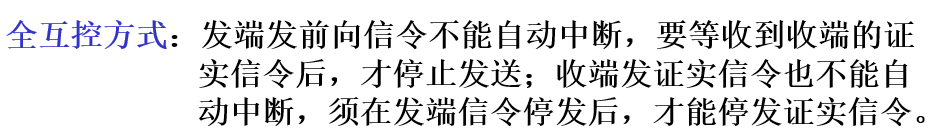 全互控方式：发端发前向信令不能自动中断，要等收到收端的证
实信令后，才停止发送；收端发证实信令也不能自
动中断，须在发端信令停发后，才能停发证实信令。